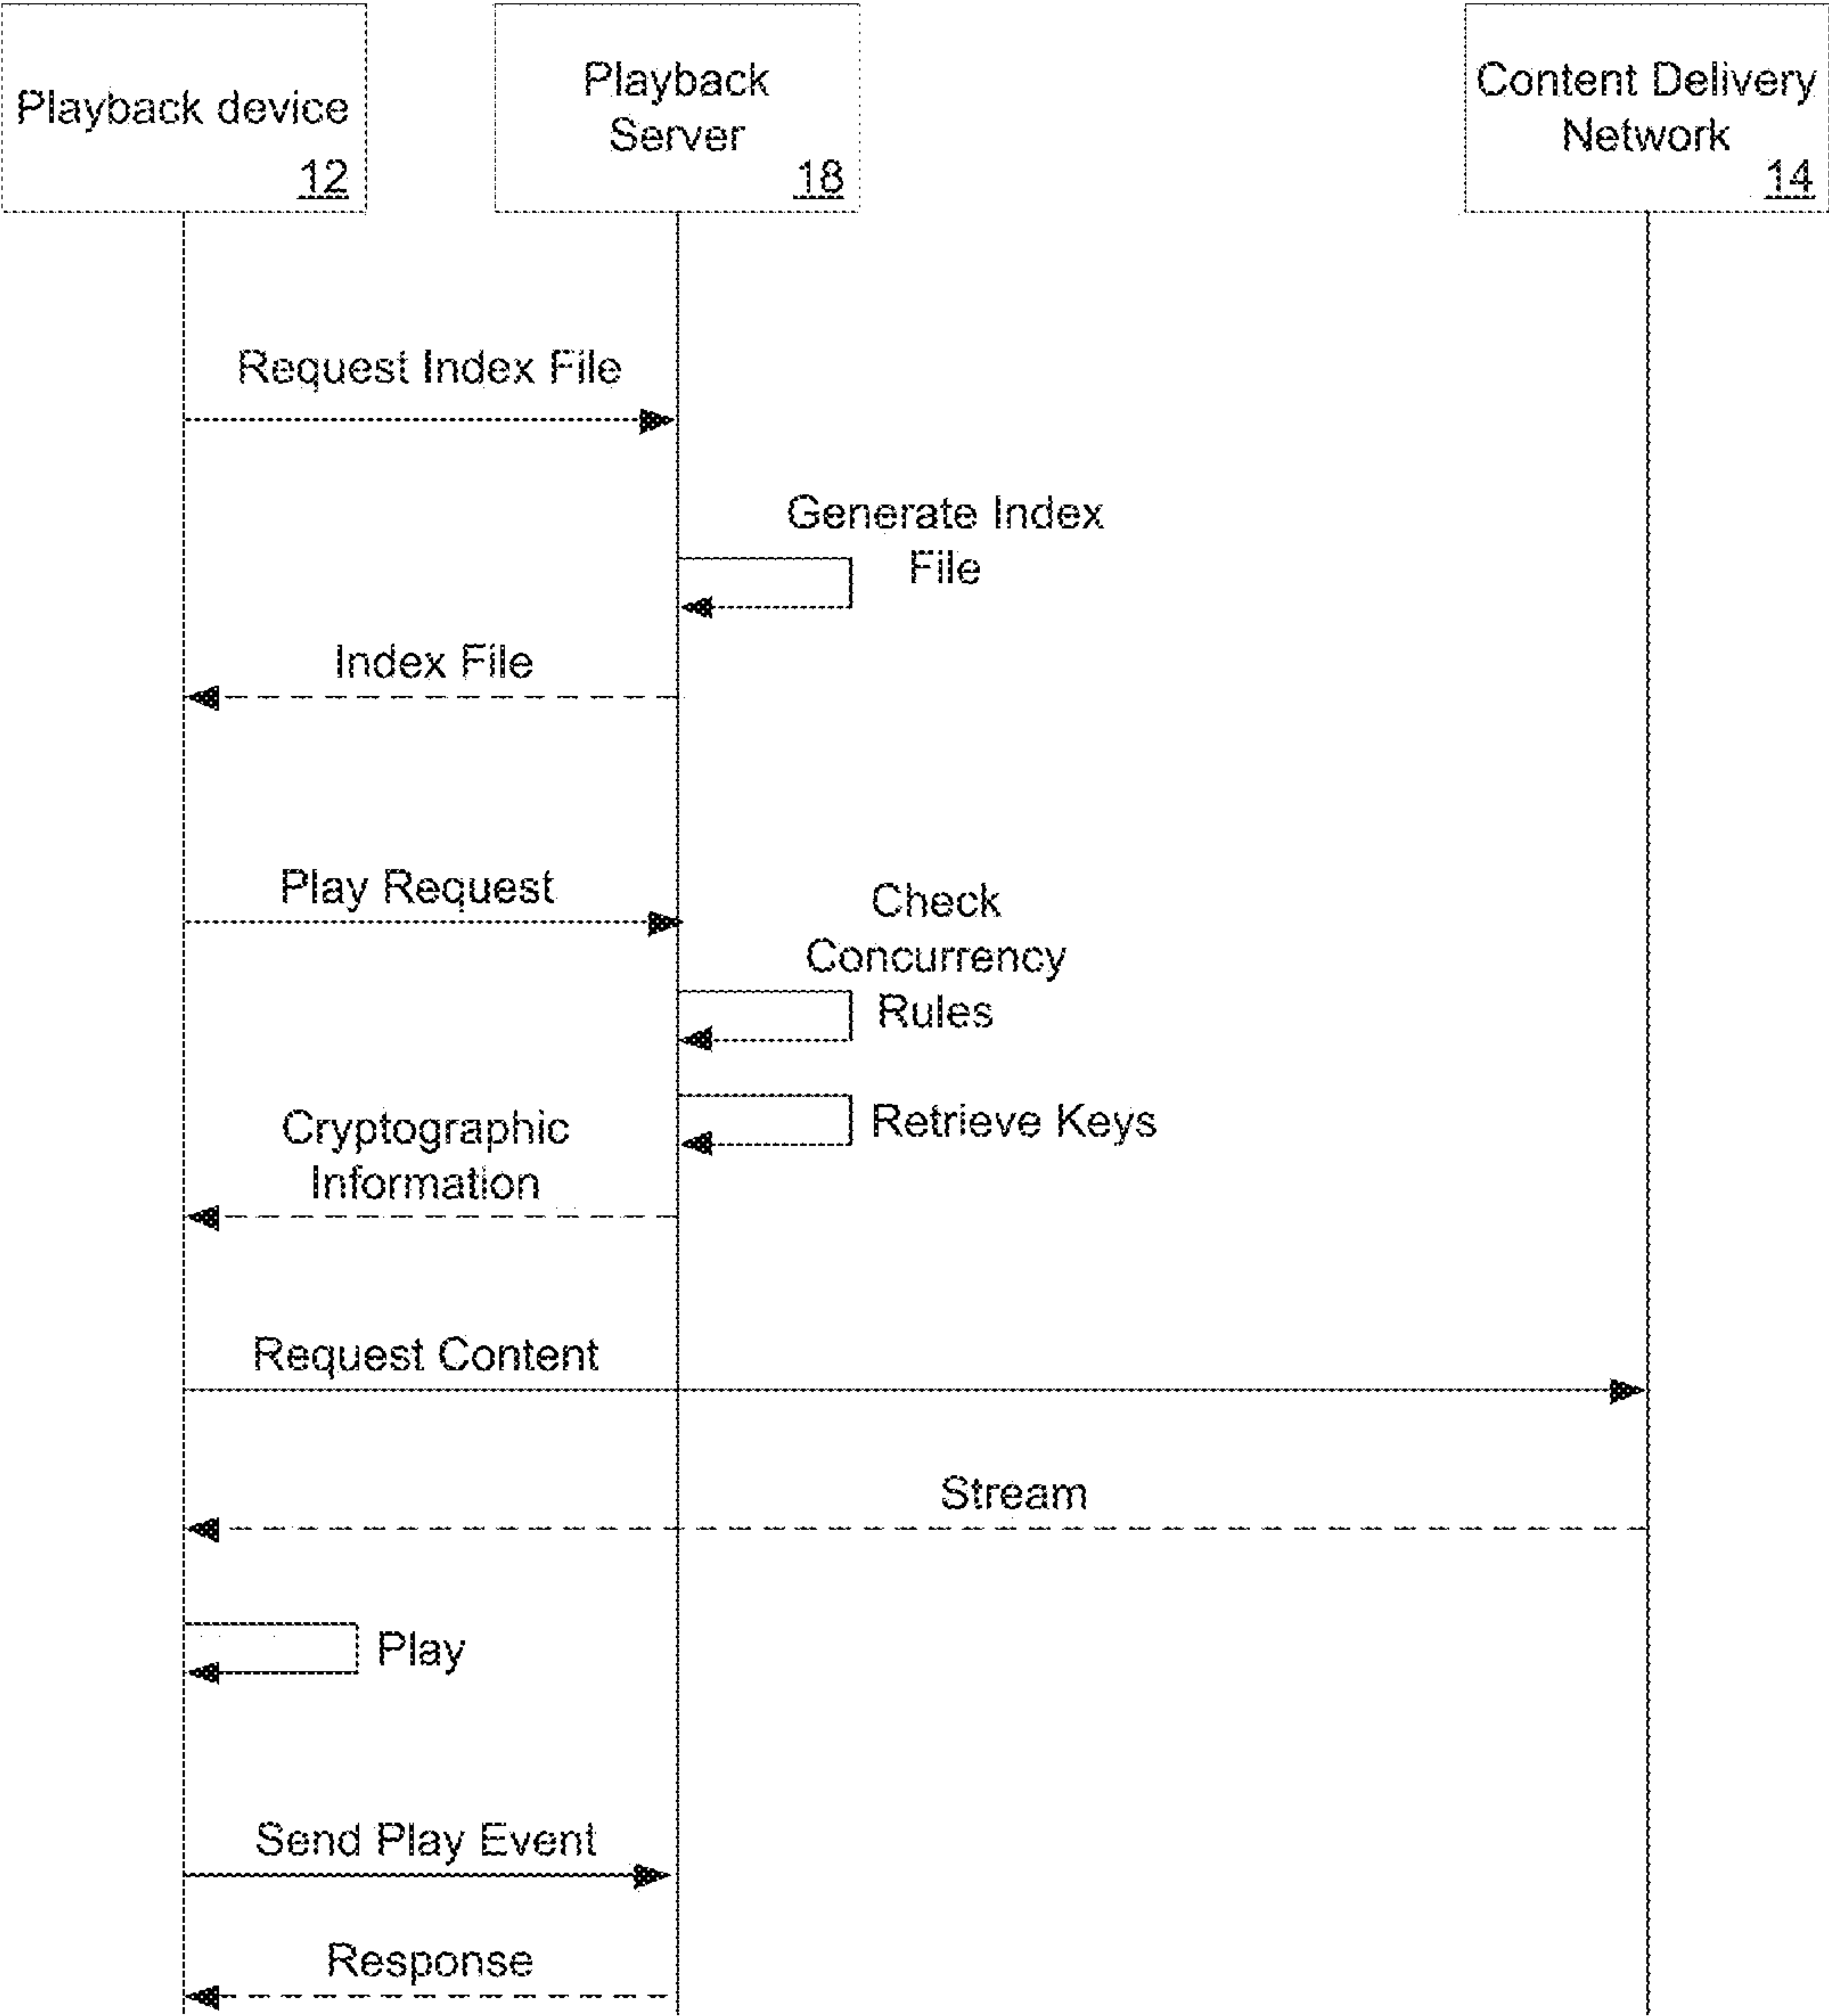 Playback device
12
Playback
Server
18
Content Delivery
Network
14
Request Index File
Generate Index
File
Index File
Play Request
Check
Concurrency
Rules
Retrieve Keys
Cryptographic
Information
Request Content
Stream
Play
Send Play Event
Response